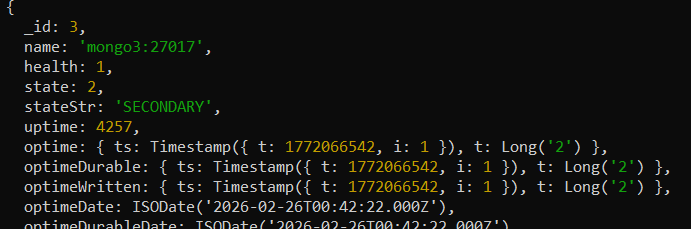 {
_id: 3,
name: 'mongo3:27017',
health: 1,
state: 2,
stateStr: 'SECONDARY',
uptime: 4257,
optime: { ts: Timestamp({ t: 1772066542, i: 1 }), t: Long('2') },
optimeDurable: { ts: Timestamp({ t: 1772066542, i: 1 }), t: Long('2') },
optimeWritten: { ts: Timestamp({ t: 1772066542, i: 1 }), t: Long('2') },
optimeDate: ISODate('2026-02-26T00:42:22.000Z'),
optimeDurableDate: ISODate('2026-02-26T00:42:22.000Z')